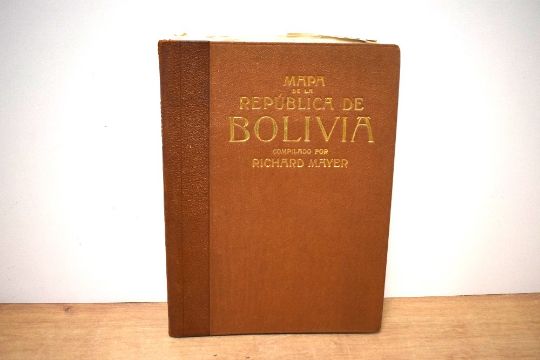 MAPA
DE LA
REPÚBLICA DE
BOLIVIA
COMPILADO POR
RICHARD MAYER